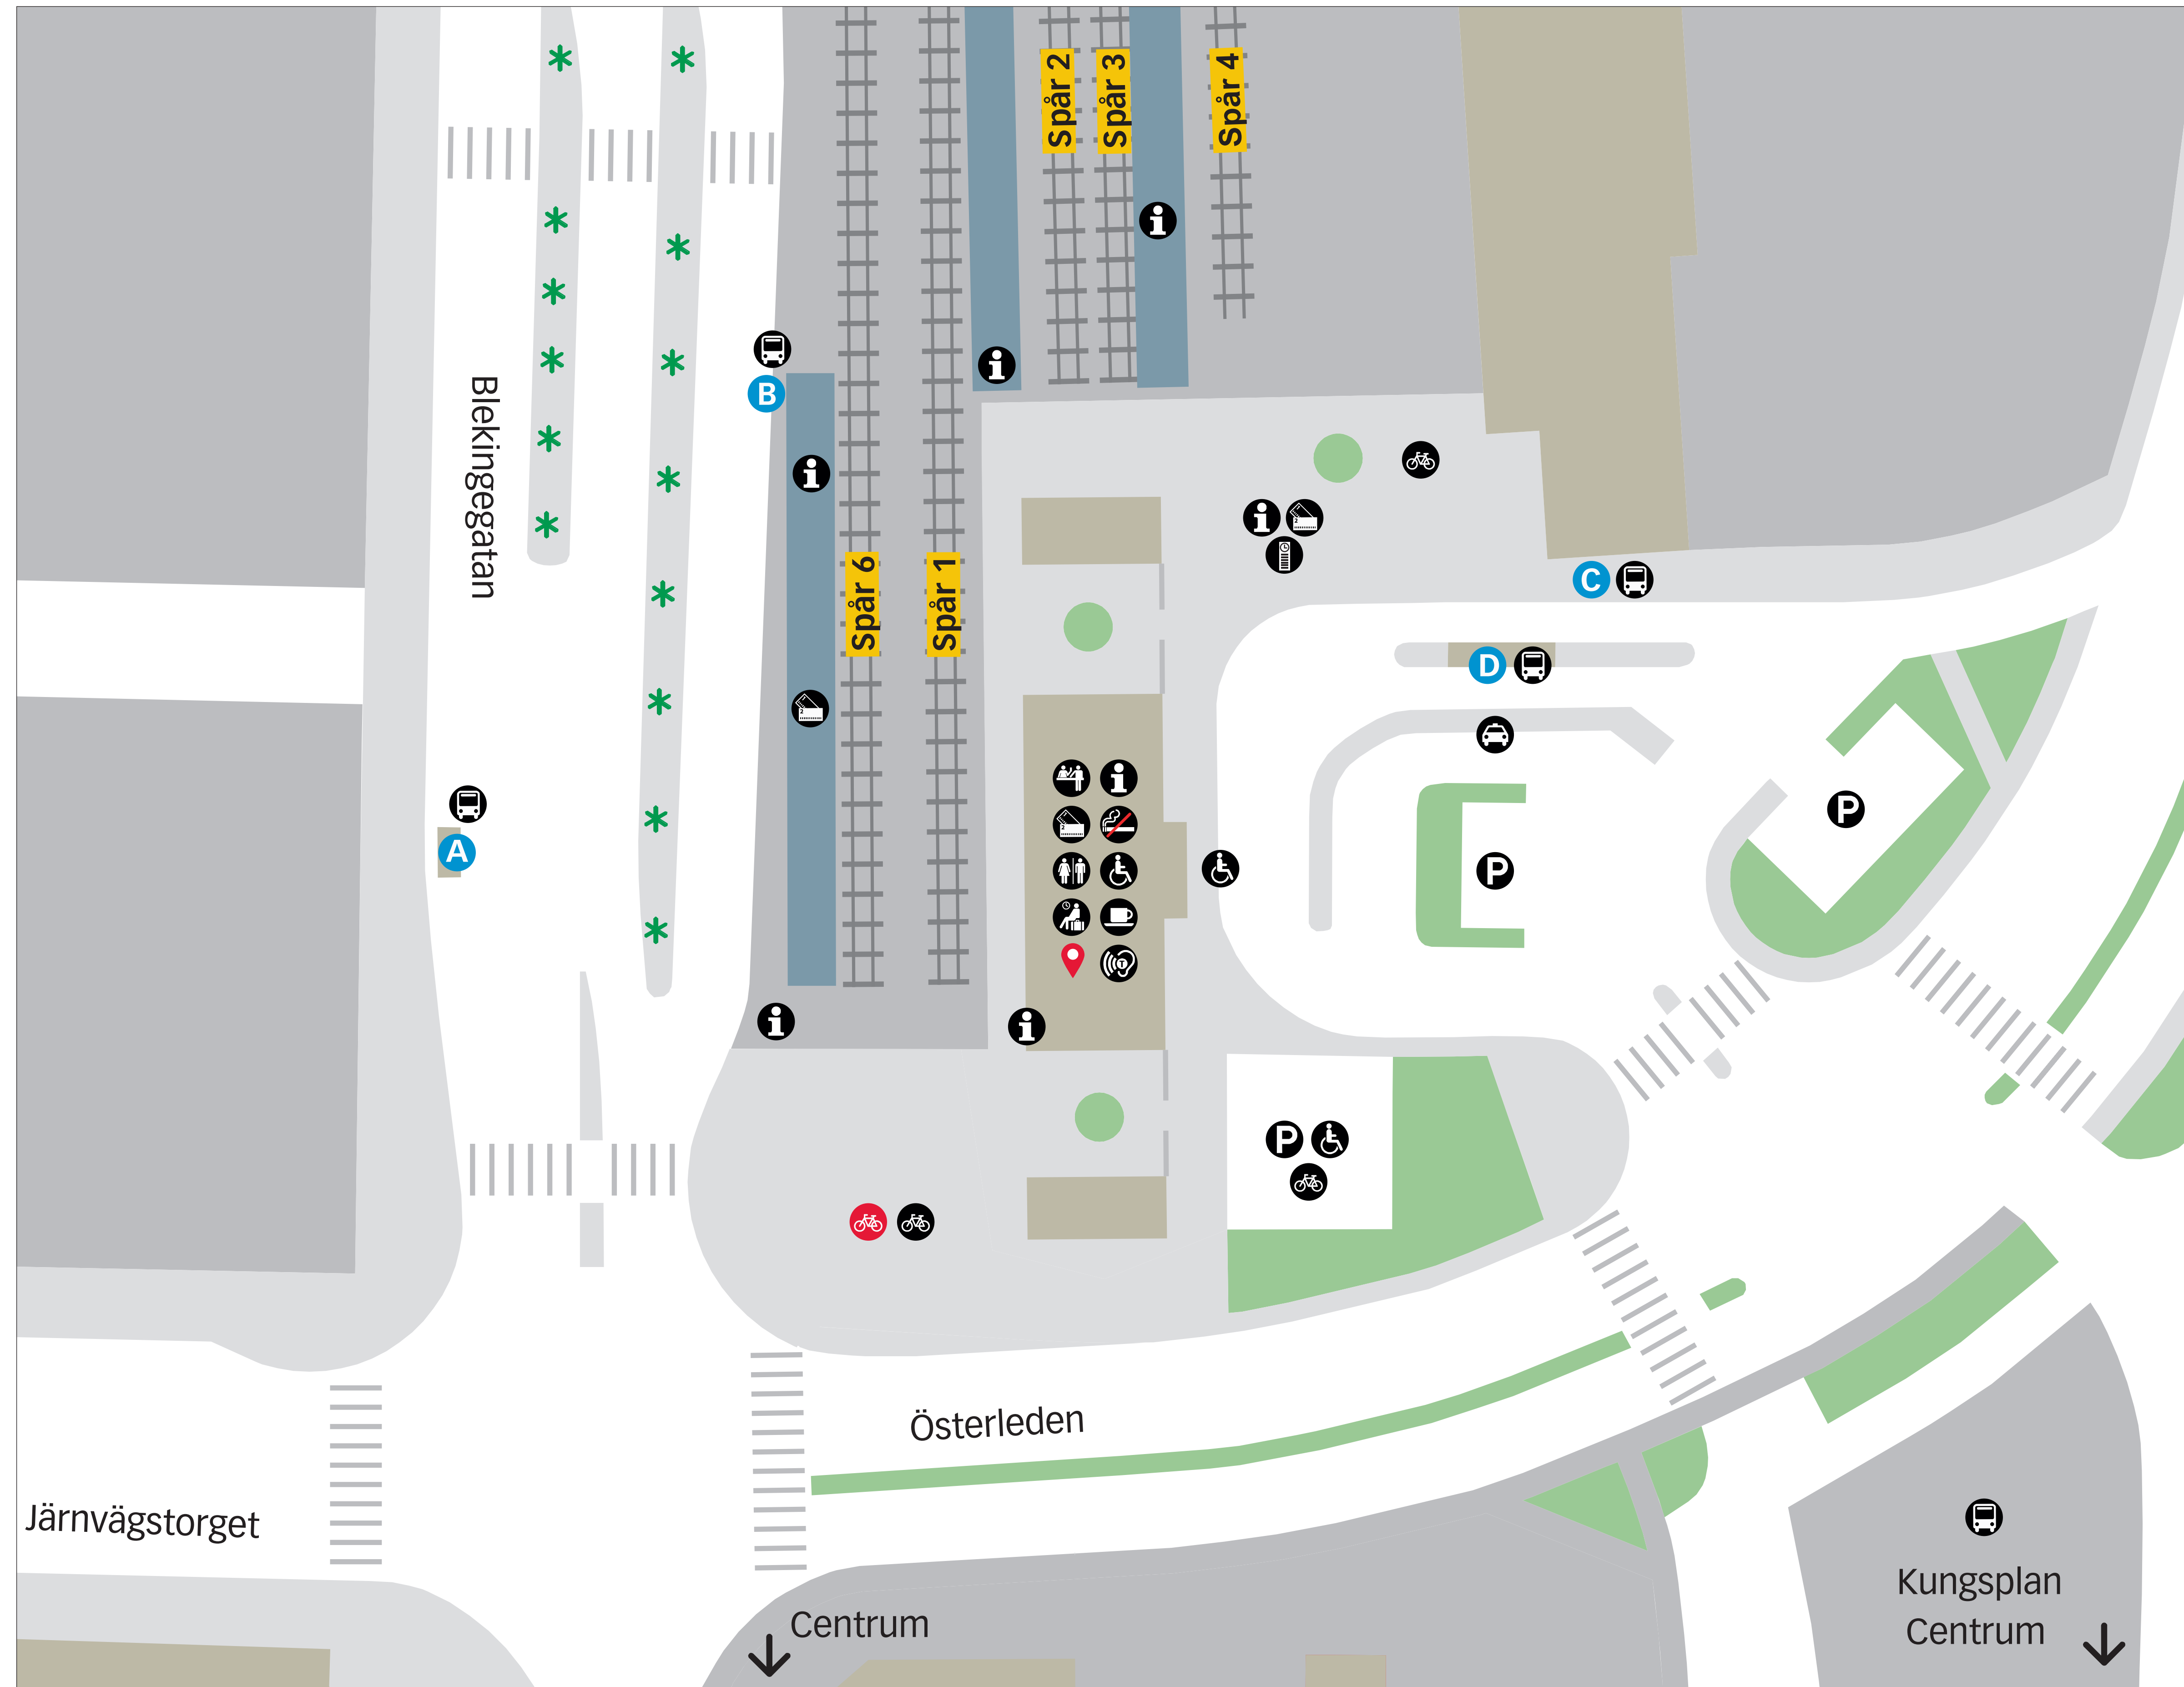 Spår 2
Spår 3
Spår 4
Blekingegatan
B
Spår 6
Spår 1
C
D
A
P
P
P
Österleden
Järnvägstorget
Centrum
Kungsplan
Centrum